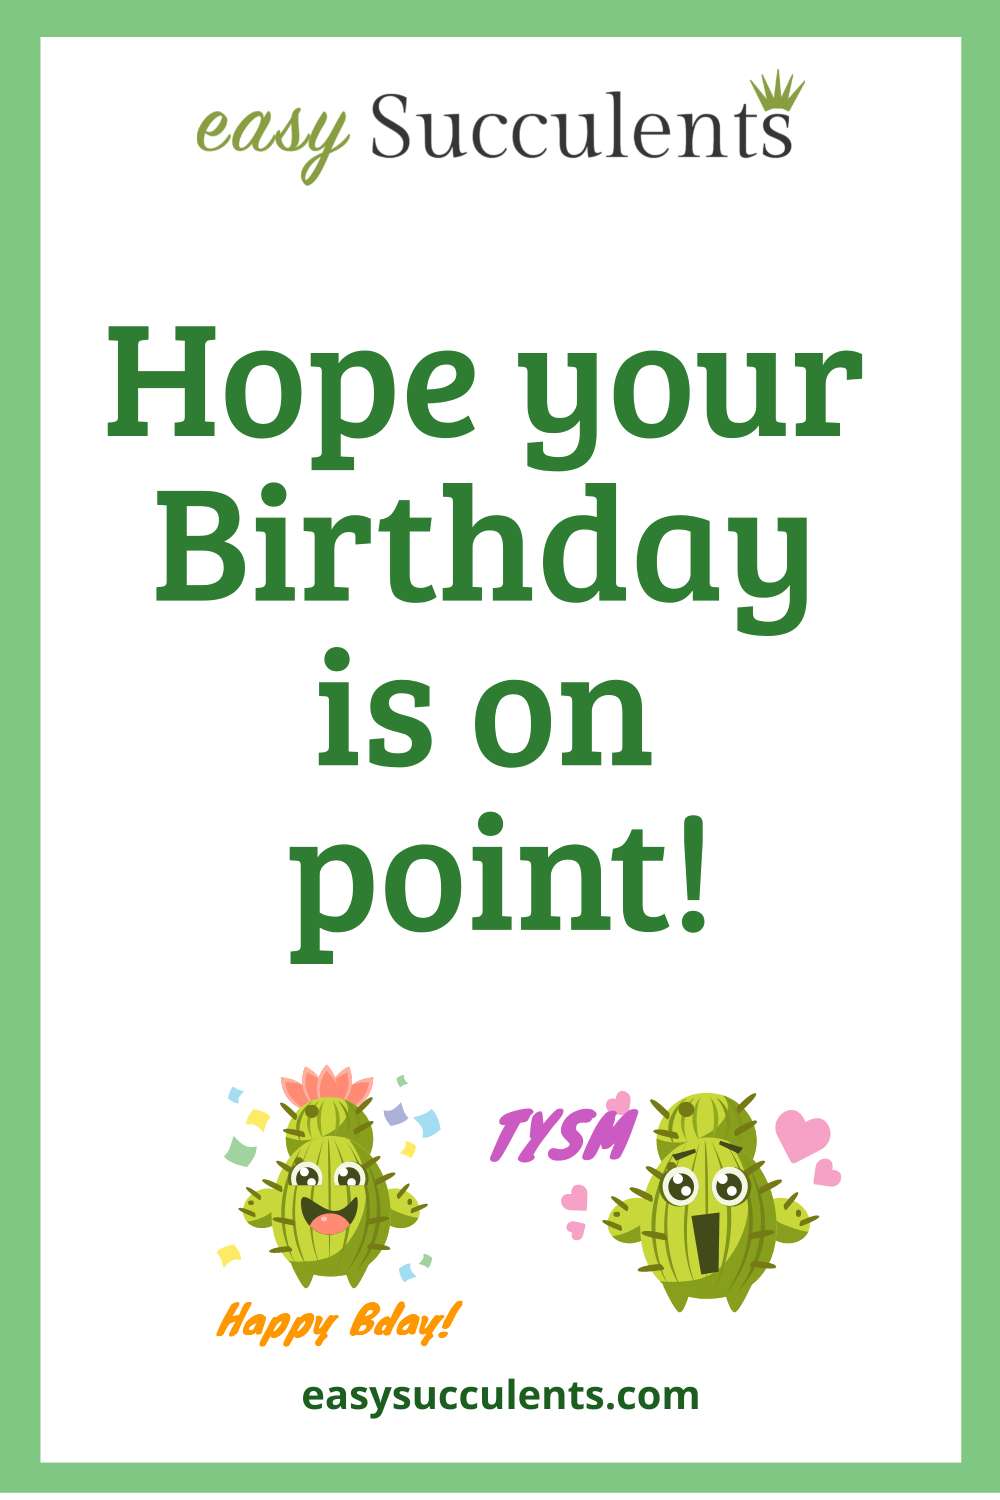 easy Succulents
Hope your
Birthday
is on
point!
TYSM
Happy Bday!
easysucculents.com